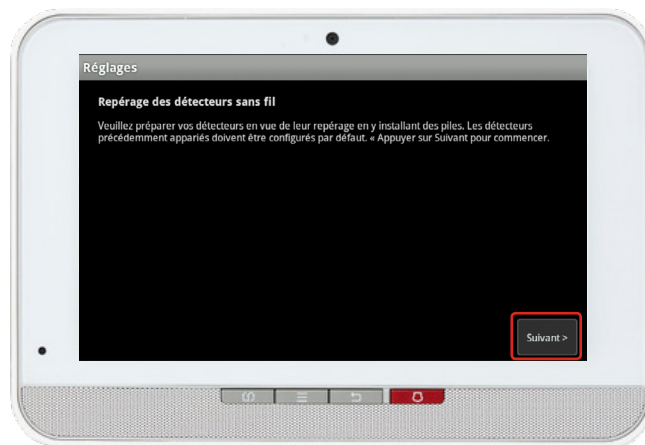 Réglages
Repérage des détecteurs sans fil
Veuillez préparer vos détecteurs en vue de leur repérage en y installant des piles. Les détecteurs
précédemment appariés doivent être configurés par défaut. « Appuyer sur Suivant pour commencer.
Suivant >